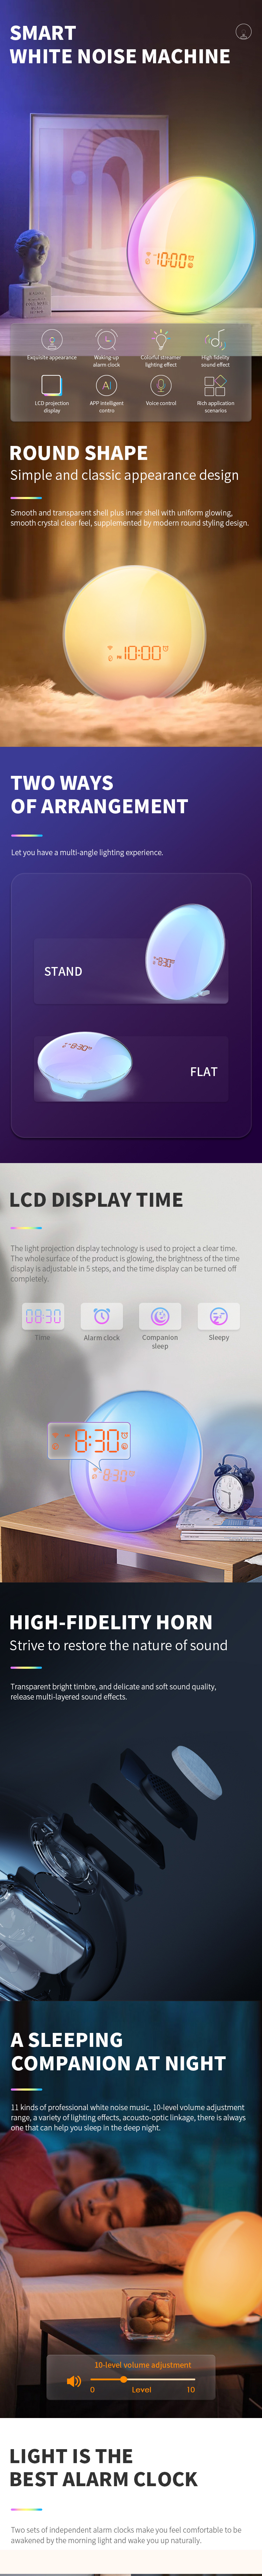 SMART
WHITE NOISE MACHINE
10:00
Exquisite appearance
Waking-up
alarm clock
Colorful streamer
lighting effect
High fidelity
sound effect
LCD projection
display
AI
APP intelligent
contro
Voice control
Rich application
scenarios
ROUND SHAPE
Simple and classic appearance design
Smooth and transparent shell plus inner shell with uniform glowing,
smooth crystal clear feel, supplemented by modern round styling design.
10:00
TWO WAYS
OF ARRANGEMENT
Let you have a multi-angle lighting experience.
8:30
STAND
8:30
FLAT
LCD DISPLAY TIME
The light projection display technology is used to project a clear time.
The whole surface of the product is glowing, the brightness of the time
display is adjustable in 5 steps, and the time display can be turned off
completely.
08:30
Time
Alarm clock
Companion
sleep
Sleepy
8:30
8:30
HIGH-FIDELITY HORN
Strive to restore the nature of sound
Transparent bright timbre, and delicate and soft sound quality,
release multi-layered sound effects.
A SLEEPING
COMPANION AT NIGHT
11 kinds of professional white noise music, 10-level volume adjustment
range, a variety of lighting effects, acousto-optic linkage, there is always
one that can help you sleep in the deep night.
10-level volume adjustment
0 Level 10
LIGHT IS THE
BEST ALARM CLOCK
Two sets of independent alarm clocks make you feel comfortable to be
awakened by the morning light and wake you up naturally.